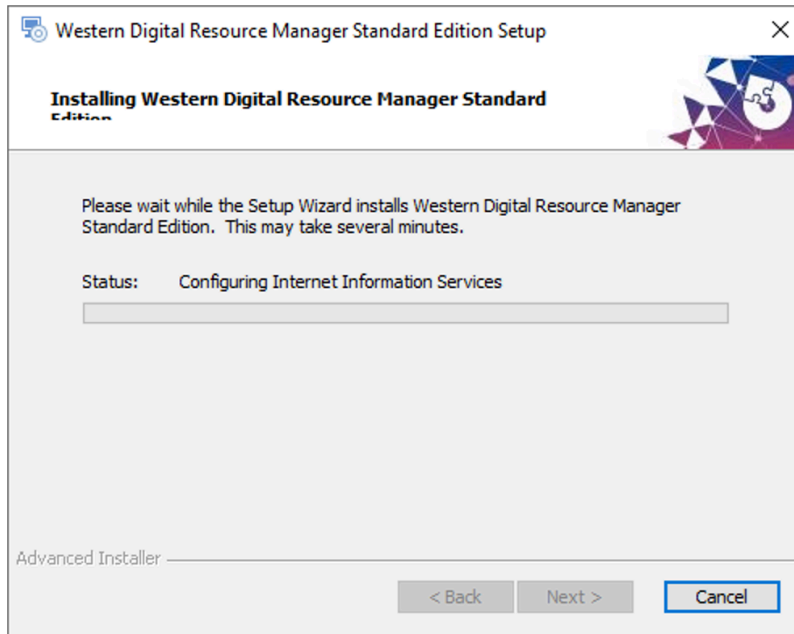 Western Digital Resource Manager Standard Edition Setup
Installing Western Digital Resource Manager Standard
Edition
Please wait while the Setup Wizard installs Western Digital Resource Manager
Standard Edition.  This may take several minutes.
Status: Configuring Internet Information Services
Advanced Installer
< Back Next > Cancel